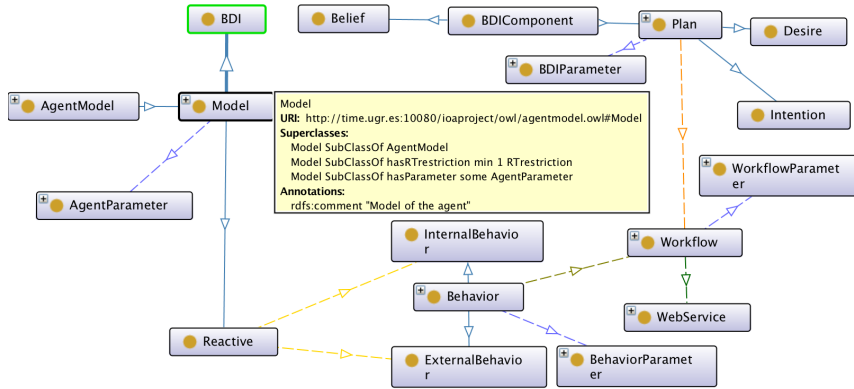 BDI
Belief
BDIComponent
Plan
Desire
BDIParameter
AgentModel
Model
Intention
Model
URI: http://time.ugr.es:10080/ioaproject/owl/agentmodel.owl#Model
Superclasses:
Model SubClassOf AgentModel
Model SubClassOf hasRTrestriction min 1 RTrestriction
Model SubClassOf hasParameter some AgentParameter
Annotations:
rdfs:comment "Model of the agent"
WorkflowParamet
er
AgentParameter
InternalBehavio
r
Workflow
Behavior
WebService
Reactive
ExternalBehavio
r
BehaviorParamet
er